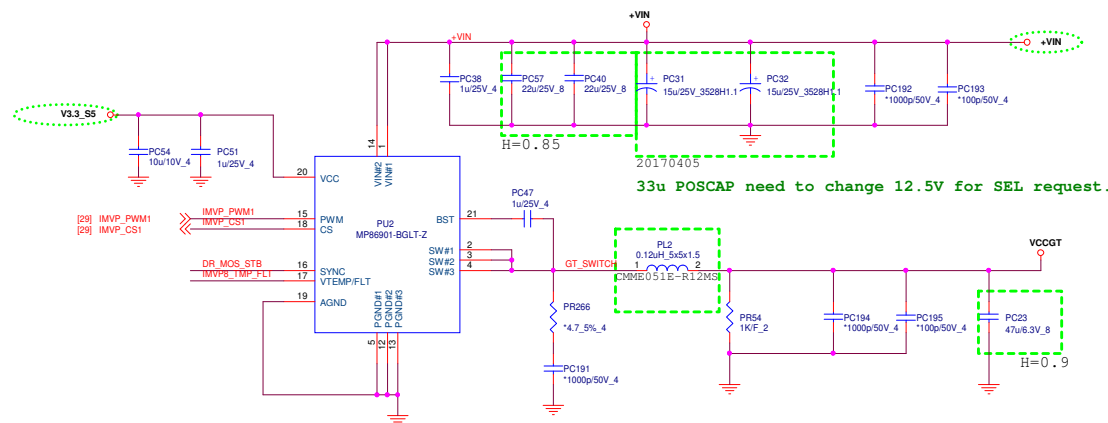 +VIN
+VIN
+VIN
PC38
1u/25V_4
PC57
22u/25V_8
PC40
22u/25V_8
+
PC31
15u/25V_3528H1.1
+
PC32
15u/25V_3528H1.1
PC192
*1000p/50V_4
PC193
*100p/50V_4
V3.3_S5
H=0.85
20170405
33u POSCAP need to change 12.5V for SEL request.
PC54
10u/10V_4
PC51
1u/25V_4
14
1
VIN#2
VIN#1
20
VCC
PC47
1u/25V_4
[29] IMVP_PWM1
IMVP_PWM1
15
PWM
[29] IMVP_CS1
IMVP_CS1
18
CS
PU2
MP86901-BGLT-Z
BST
21
SW#1
2
SW#2
3
SW#3
4
DR_MOS_STB
16
SYNC
IMVP8_TMP_FLT
17
VTEMP/FLT
19
AGND
PGND#1
PGND#2
PGND#3
5
12
13
GT_SWITCH
PL2
0.12uH_5x5x1.5
1
2
CMME051E-R12MS
VCCGT
PR266
*4.7_5%_4
PC191
*1000p/50V_4
PR54
1K/F_2
PC194
*1000p/50V_4
PC195
*100p/50V_4
PC23
47u/6.3V_8
H=0.9